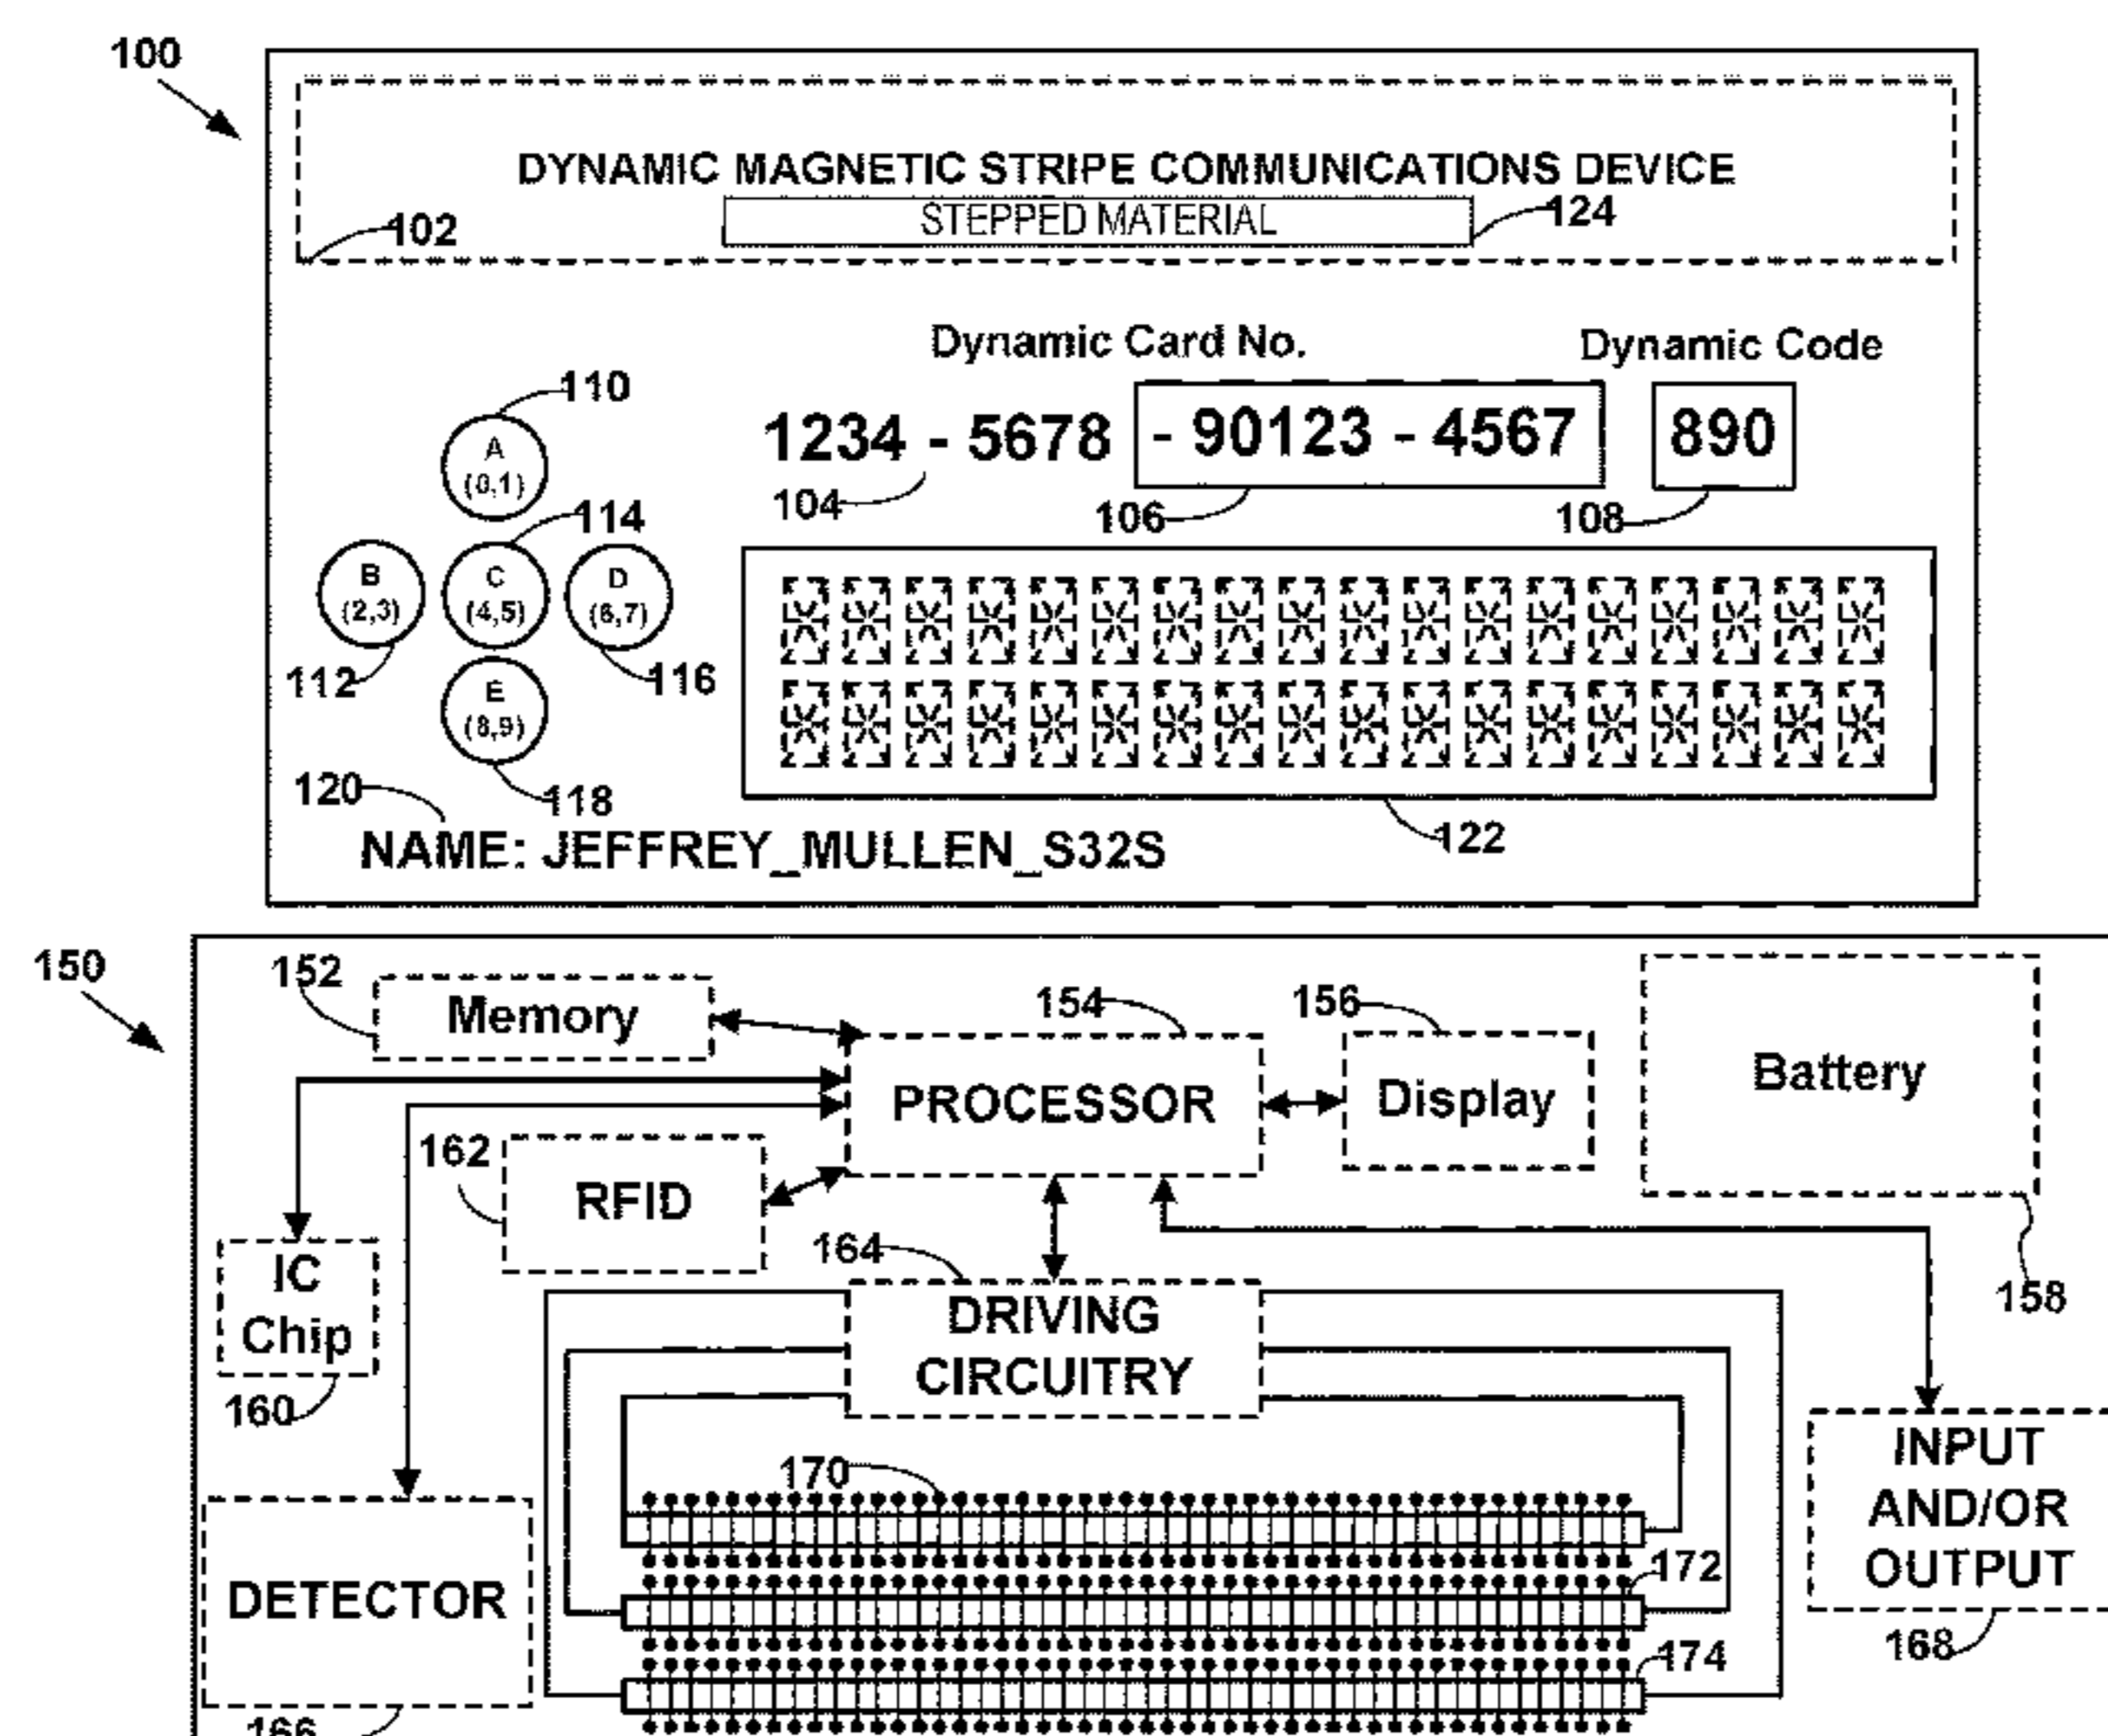 100
DYNAMIC MAGNETIC STRIPE COMMUNICATIONS DEVICE
STEPPED MATERIAL
124
102
Dynamic Card No.
Dynamic Code
110
A
(0,1)
1234 - 5678 - 90123 - 4567
890
104
106
108
114
B
(2,3)
C
(4,5)
D
(6,7)
112
116
E
(8,9)
120
118
122
NAME: JEFFREY_MULLEN_S32S
150
152
Memory
154
156
Battery
PROCESSOR
Display
162
RFID
164
158
IC
Chip
DRIVING
CIRCUITRY
160
170
INPUT
AND/OR
OUTPUT
172
DETECTOR
168
174
166